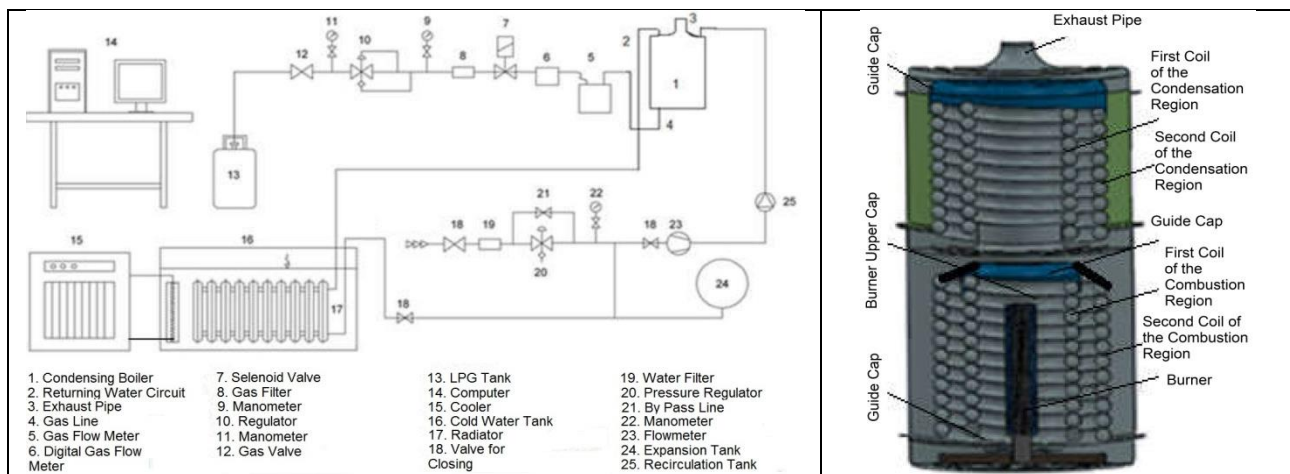 11
9
7
3
14
10
2
12
8
6
5
1
4
13
22
21
25
18
19
18
23
15
16
20
24
17
18
1. Condensing Boiler
2. Returning Water Circuit
3. Exhaust Pipe
4. Gas Line
5. Gas Flow Meter
6. Digital Gas Flow
Meter
7. Selenoid Valve
8. Gas Filter
9. Manometer
10. Regulator
11. Manometer
12. Gas Valve
13. LPG Tank
14. Computer
15. Cooler
16. Cold Water Tank
17. Radiator
18. Valve for
Closing
19. Water Filter
20. Pressure Regulator
21. By Pass Line
22. Manometer
23. Flowmeter
24. Expansion Tank
25. Recirculation Tank
Exhaust Pipe
Guide Cap
First Coil
of the
Condensation
Region
Second Coil
of the
Condensation
Region
Burner Upper Cap
Guide Cap
First Coil
of the
Combustion
Region
Second Coil of
the Combustion
Region
Guide Cap
Burner